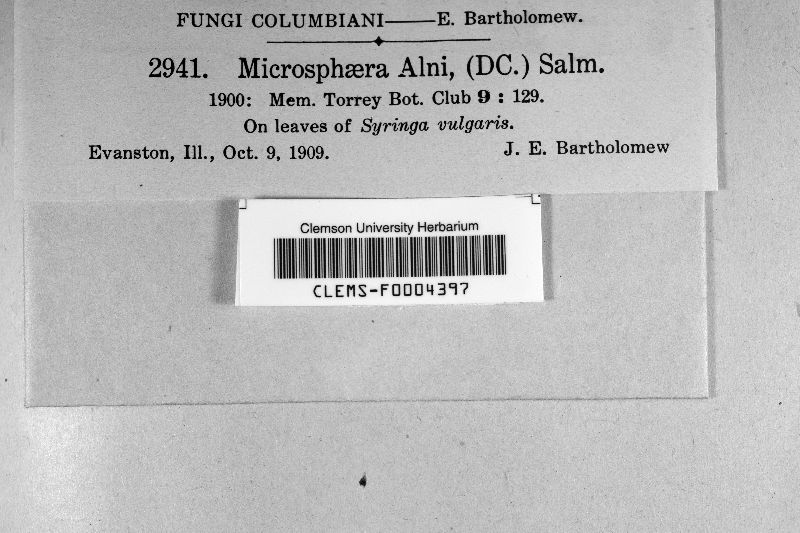 FUNGI COLUMBIANI——E. Bartholomew.
2941. Microsphæra Alni, (DC.) Salm.
1900: Mem. Torrey Bot. Club 9 : 129.
On leaves of Syringa vulgaris.
Evanston, Ill., Oct. 9, 1909. J. E. Bartholomew
Clemson University Herbarium
CLEMS-F0004397